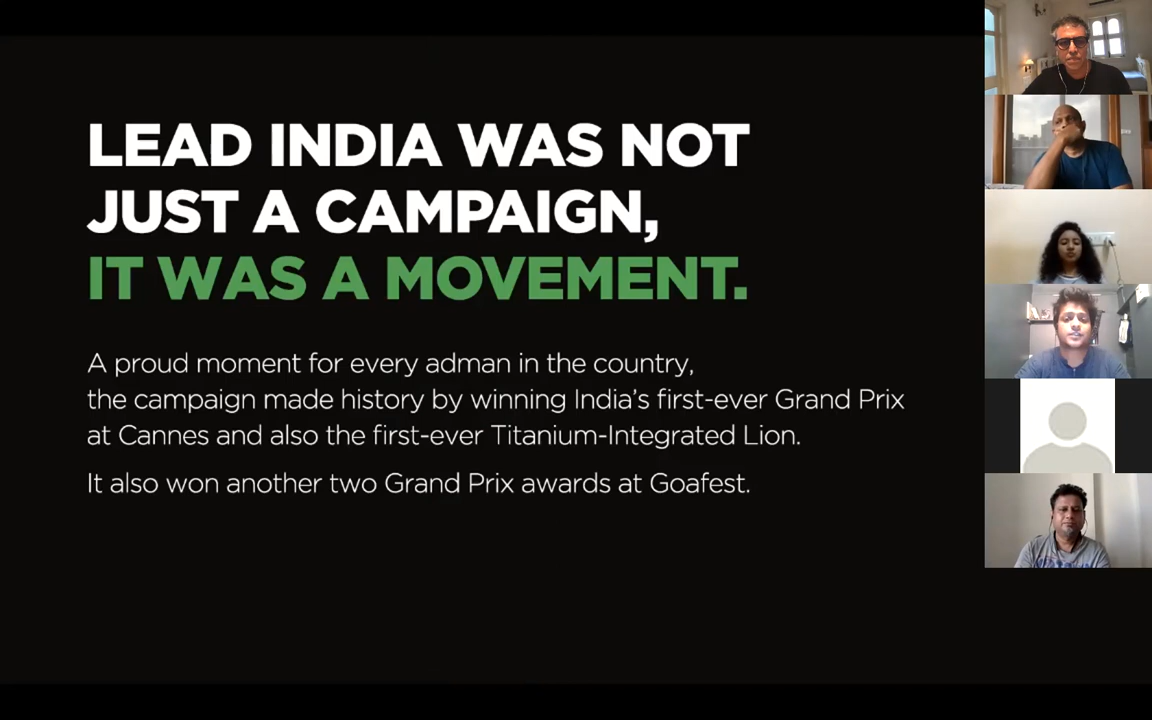 LEAD INDIA WAS NOT
JUST A CAMPAIGN,
IT WAS A MOVEMENT.
A proud moment for every adman in the country,
the campaign made history by winning India’s first-ever Grand Prix
at Cannes and also the first-ever Titanium-Integrated Lion.
It also won another two Grand Prix awards at Goafest.